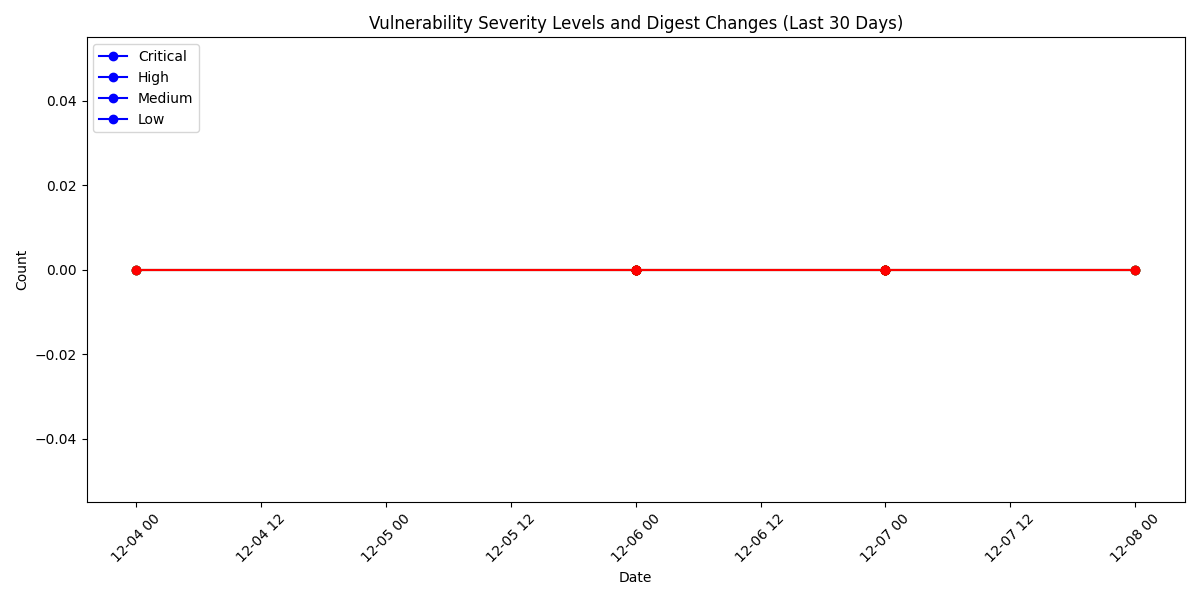 Vulnerability Severity Levels and Digest Changes (Last 30 Days)
Critical
High
Medium
Low
0.04
0.02
0.00
−0.02
−0.04
Count
12-04 00
12-04 12
12-05 00
12-05 12
12-06 00
12-06 12
12-07 00
12-07 12
12-08 00
Date